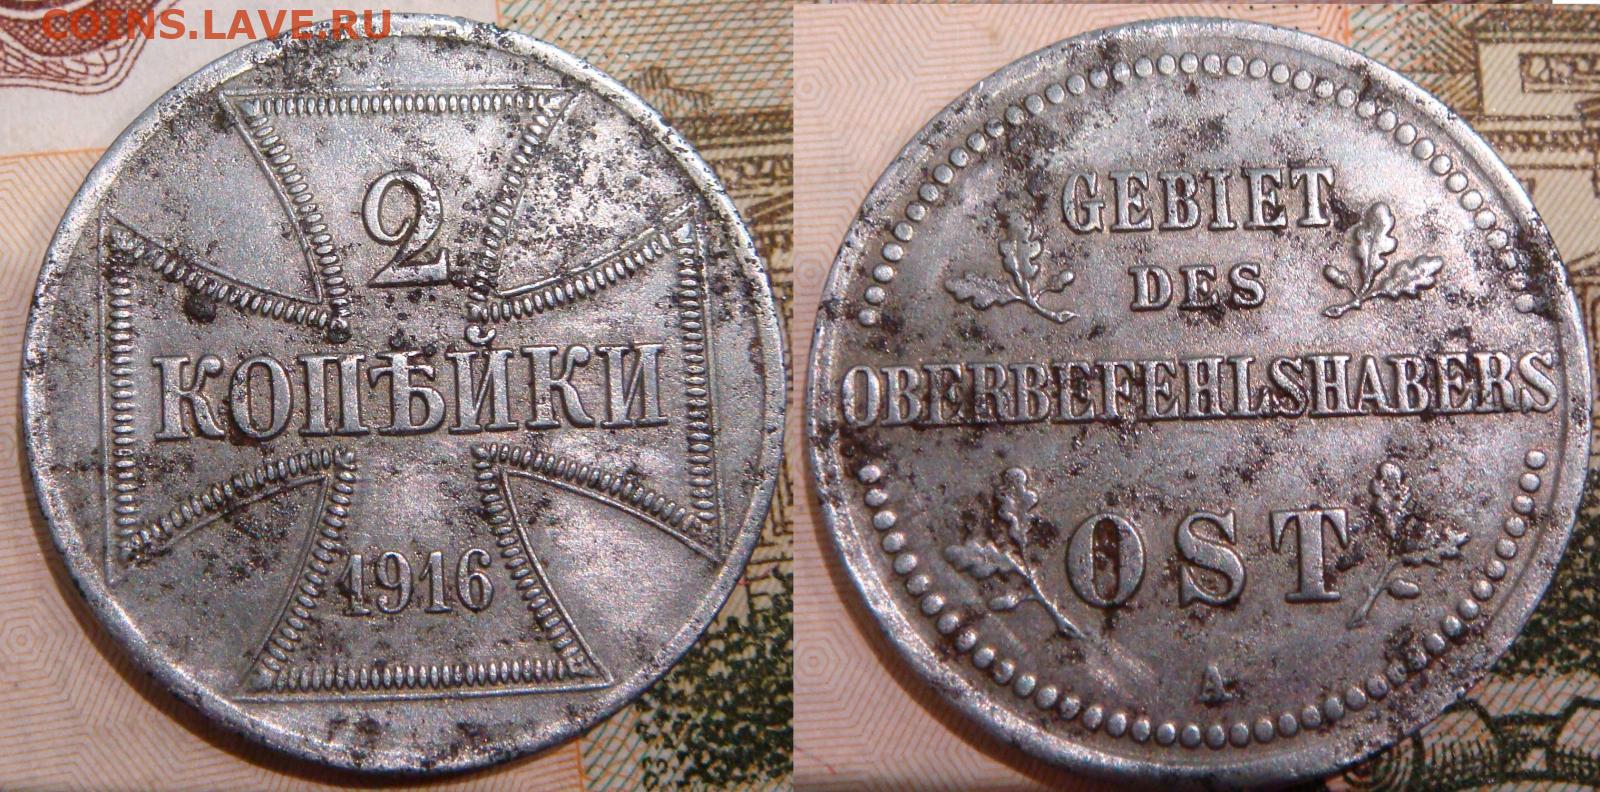 COINS.LAVE.RU
2
КОПѢЙКИ
1916
GEBIET
DES
OBERBEFEHLSHABERS
OST
A